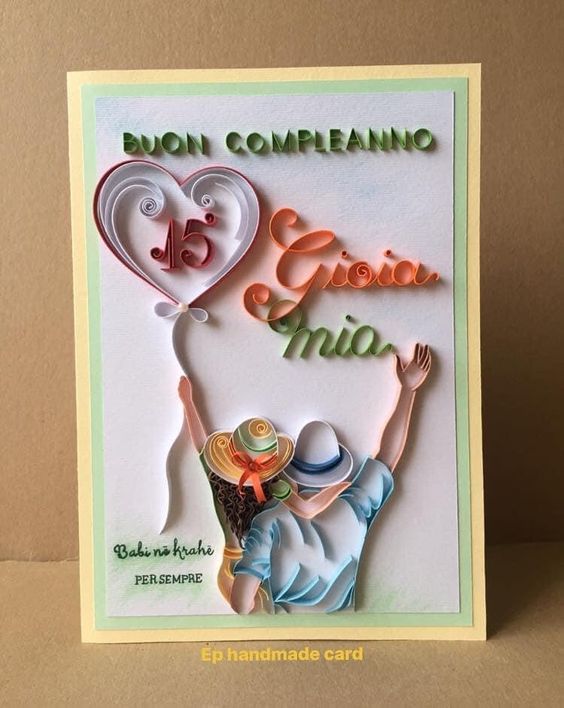 BUON COMPLEANNO
15
Gioia
mia
Babi në krahë
PER SEMPRE
Ep handmade card